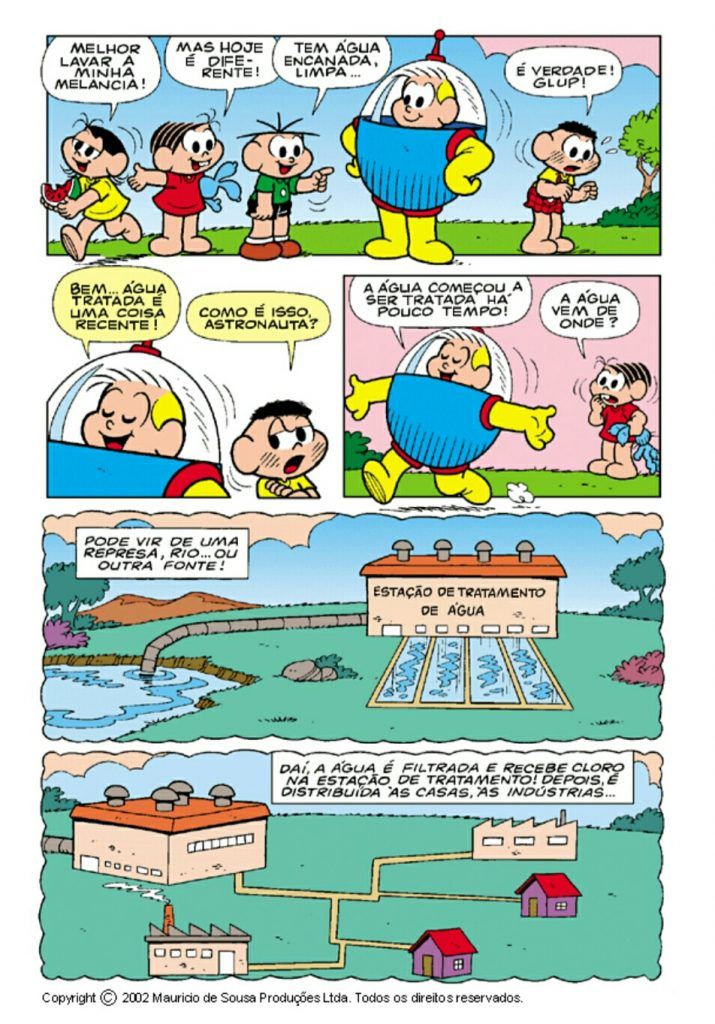 MELHOR
LAVAR A
MINHA
MELANCIA!
MAS HOJE
É DIFE-
RENTE!
TEM ÁGUA
ENCANADA,
LIMPA...
É VERDADE!
GLUP!
BEM... ÁGUA
TRATADA É
UMA COISA
RECENTE!
COMO É ISSO,
ASTRONAUTA?
A ÁGUA COMEÇOU A
SER TRATADA HÁ
POUCO TEMPO!
A ÁGUA
VEM DE
ONDE?
PODE VIR DE UMA
REPRESA, RIO... OU
OUTRA FONTE!
ESTAÇÃO DE TRATAMENTO
DE ÁGUA
DAÍ, A ÁGUA É FILTRADA E RECEBE CLORO
NA ESTAÇÃO DE TRATAMENTO! DEPOIS, É
DISTRIBUÍDA ÀS CASAS, ÀS INDÚSTRIAS...
Copyright © 2002 Mauricio de Sousa Produções Ltda. Todos os direitos reservados.